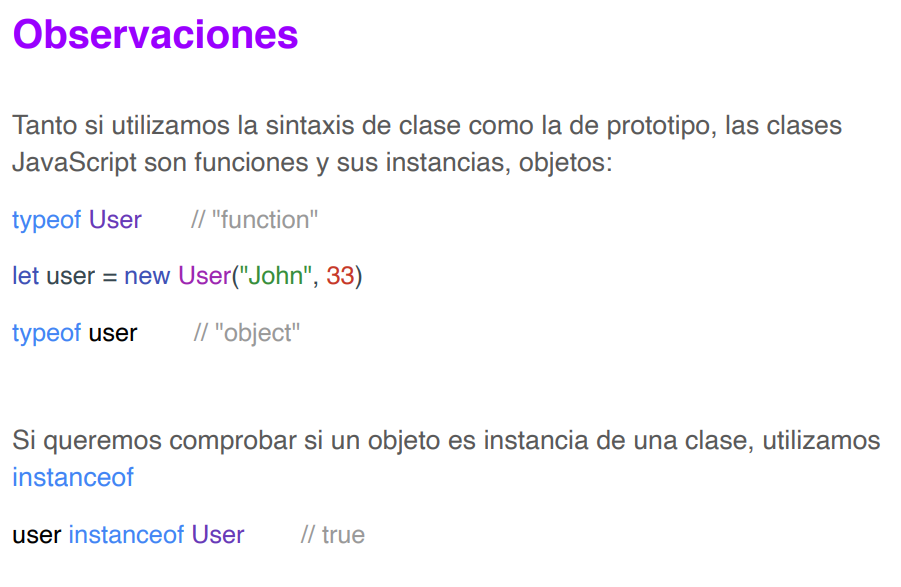 Observaciones
Tanto si utilizamos la sintaxis de clase como la de prototipo, las clases
JavaScript son funciones y sus instancias, objetos:
typeof User // "function"
let user = new User("John", 33)
typeof user // "object"
Si queremos comprobar si un objeto es instancia de una clase, utilizamos
instanceof
user instanceof User // true